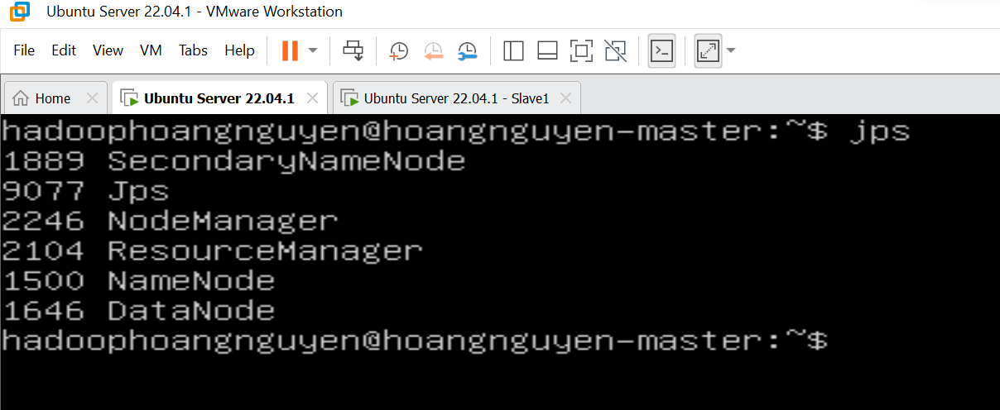 Ubuntu Server 22.04.1 - VMware Workstation
File Edit View VM Tabs Help
Home Ubuntu Server 22.04.1 Ubuntu Server 22.04.1 - Slave1
hadoophoangnguyen@hoangnguyen-master:~$ jps
1889 SecondaryNameNode
9077 Jps
2246 NodeManager
2104 ResourceManager
1500 NameNode
1646 DataNode
hadoophoangnguyen@hoangnguyen-master:~$